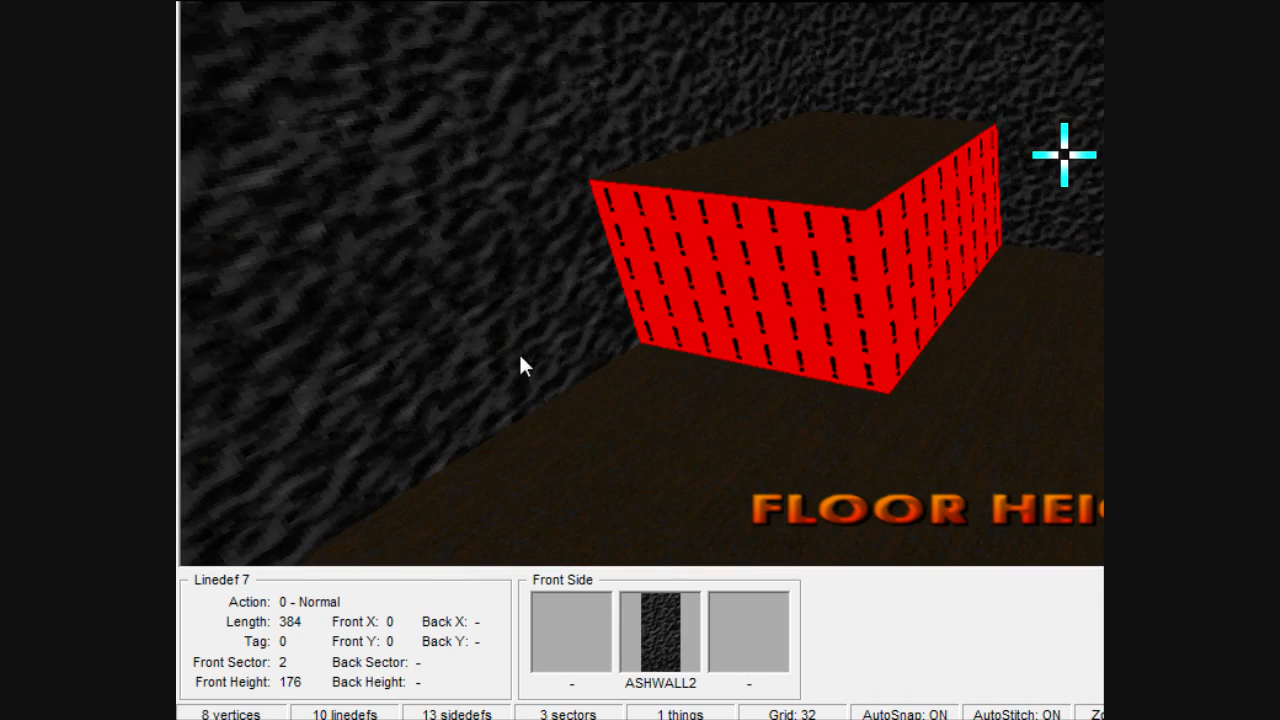 FLOOR HEI
Linedef 7
Action: 0 - Normal
Length: 384 Front X: 0 Back X: -
Tag: 0 Front Y: 0 Back Y: -
Front Sector: 2 Back Sector: -
Front Height: 176 Back Height: -
Front Side
- ASHWALL2 -
8 vertices 10 linedefs 13 sidedefs 3 sectors 1 things Grid: 32 AutoSnap: ON AutoStitch: ON